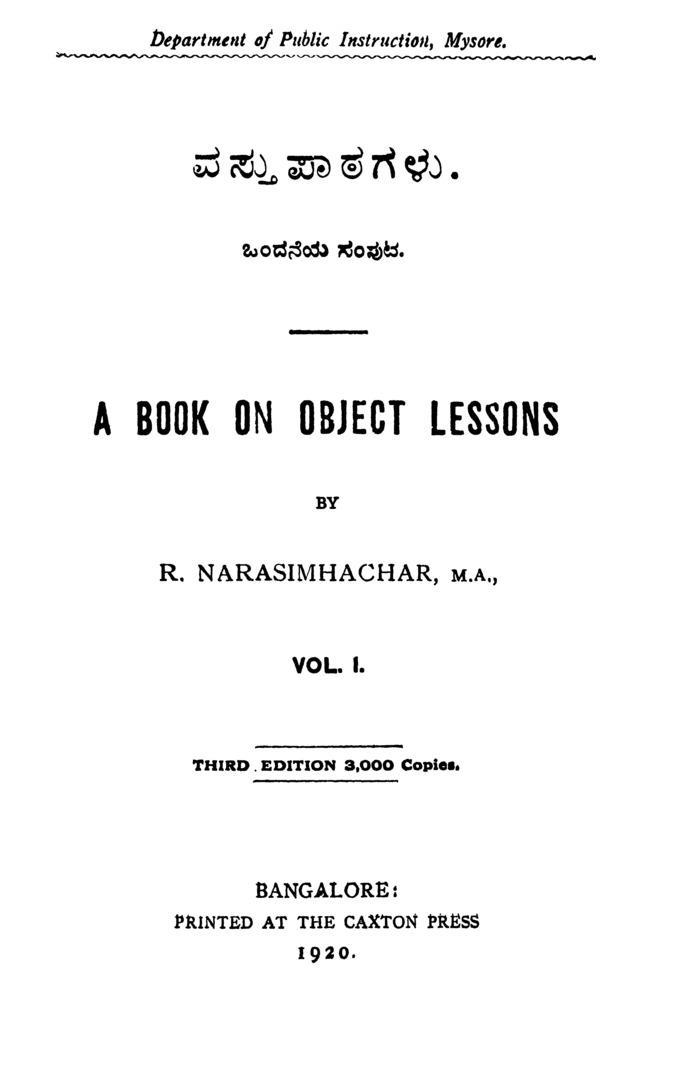 Department of Public Instruction, Mysore.
ವಸ್ತುಪಾಠಗಳು.
ಒಂದನೆಯ ಸಂಪುಟ.
A BOOK ON OBJECT LESSONS
BY
R. NARASIMHACHAR, M.A.,
VOL. I.
THIRD EDITION 3,000 Copies.
BANGALORE:
PRINTED AT THE CAXTON PRESS
1920.